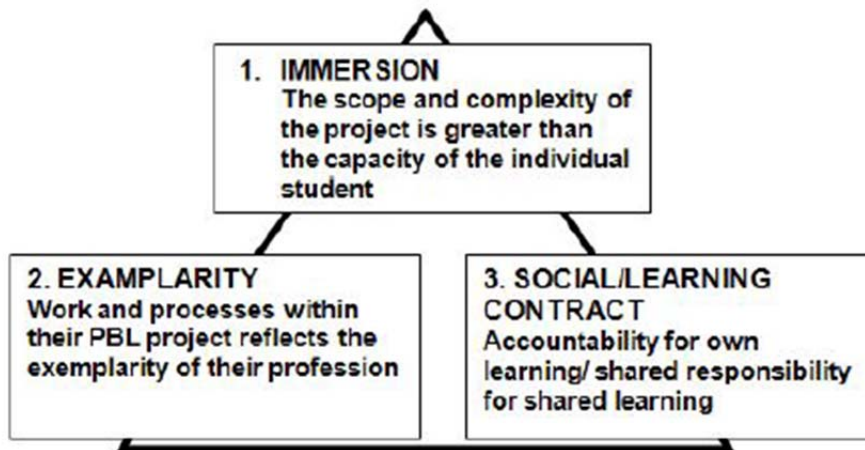 1. IMMERSION
The scope and complexity of
the project is greater than
the capacity of the individual
student
2. EXAMPLARITY
Work and processes within
their PBL project reflects the
exemplarity of their profession
3. SOCIAL/LEARNING
CONTRACT
Accountability for own
learning/ shared responsibility
for shared learning